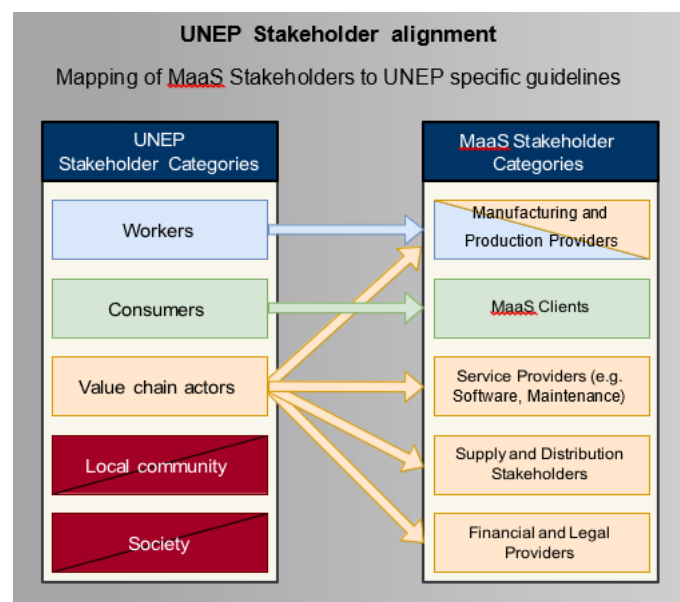 UNEP Stakeholder alignment
Mapping of MaaS Stakeholders to UNEP specific guidelines
UNEP
Stakeholder Categories
Workers
Consumers
Value chain actors
Local community
Society
MaaS Stakeholder
Categories
Manufacturing and
Production Providers
MaaS Clients
Service Providers (e.g.
Software, Maintenance)
Supply and Distribution
Stakeholders
Financial and Legal
Providers